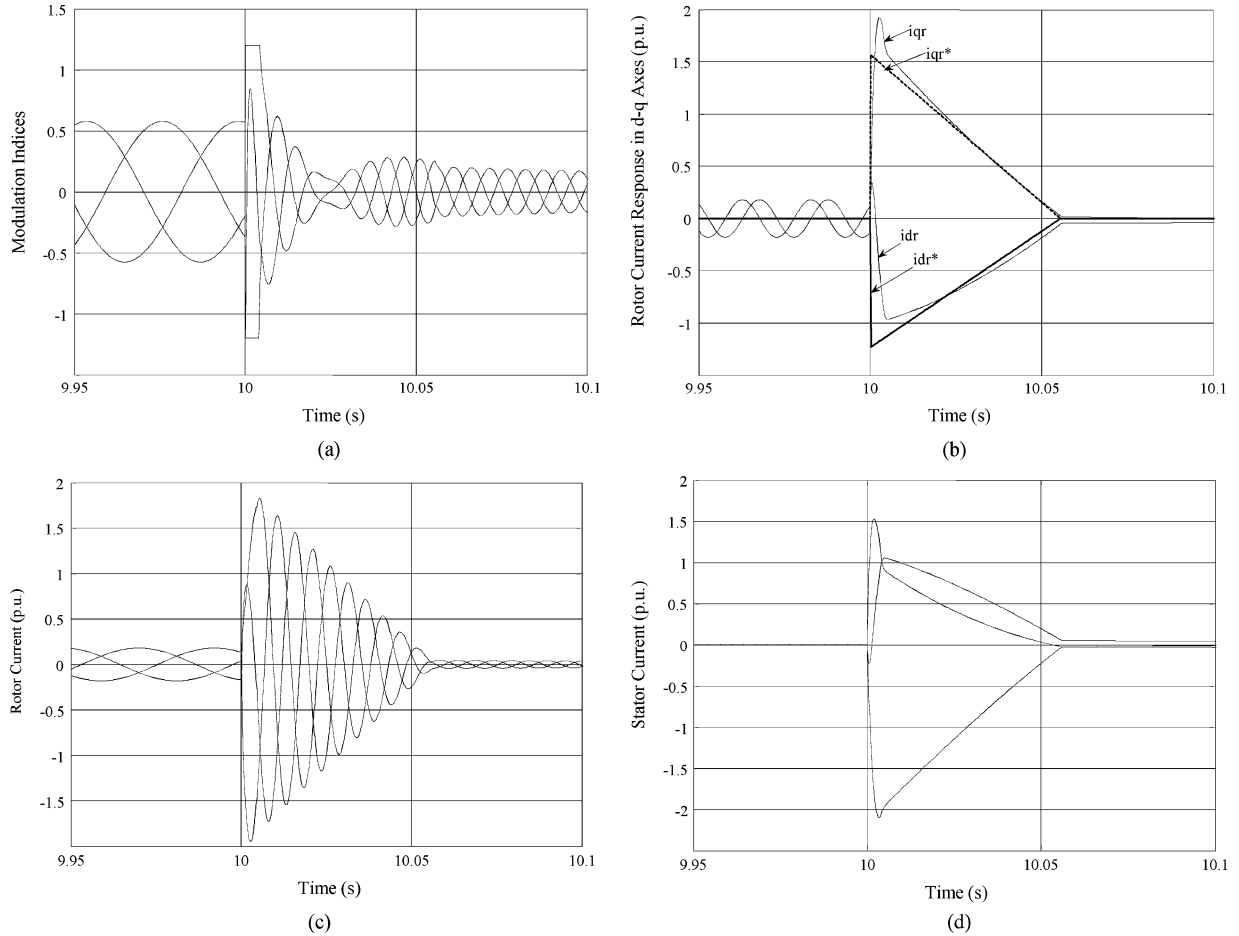 1.5
1
0.5
0
-0.5
-1
9.95
10
10.05
10.1
Modulation Indices
Time (s)
(a)
2
1.5
1
0.5
0
-0.5
-1
9.95
10
10.05
10.1
Rotor Current Response in d-q Axes (p.u.)
iqr
iqr*
idr
idr*
Time (s)
(b)
2
1.5
1
0.5
0
-0.5
-1
-1.5
9.95
10
10.05
10.1
Rotor Current (p.u.)
Time (s)
(c)
2
1.5
1
0.5
0
-0.5
-1
-1.5
-2
9.95
10
10.05
10.1
Stator Current (p.u.)
Time (s)
(d)